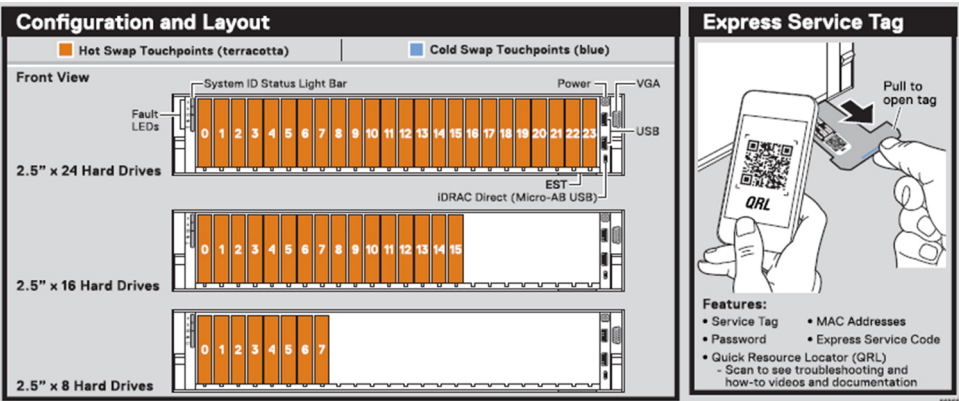 Configuration and Layout
Hot Swap Touchpoints (terracotta)
Cold Swap Touchpoints (blue)
Front View
System ID Status Light Bar
Power
VGA
Fault
LEDs
0 1 2 3 4 5 6 7 8 9 10 11 12 13 14 15 16 17 18 19 20 21 22 23
USB
2.5” x 24 Hard Drives
EST
iDRAC Direct (Micro-AB USB)
0 1 2 3 4 5 6 7 8 9 10 11 12 13 14 15
2.5” x 16 Hard Drives
0 1 2 3 4 5 6 7
2.5” x 8 Hard Drives
Express Service Tag
Pull to
open tag
QRL
Features:
• Service Tag
• MAC Addresses
• Password
• Express Service Code
• Quick Resource Locator (QRL)
- Scan to see troubleshooting and
how-to videos and documentation